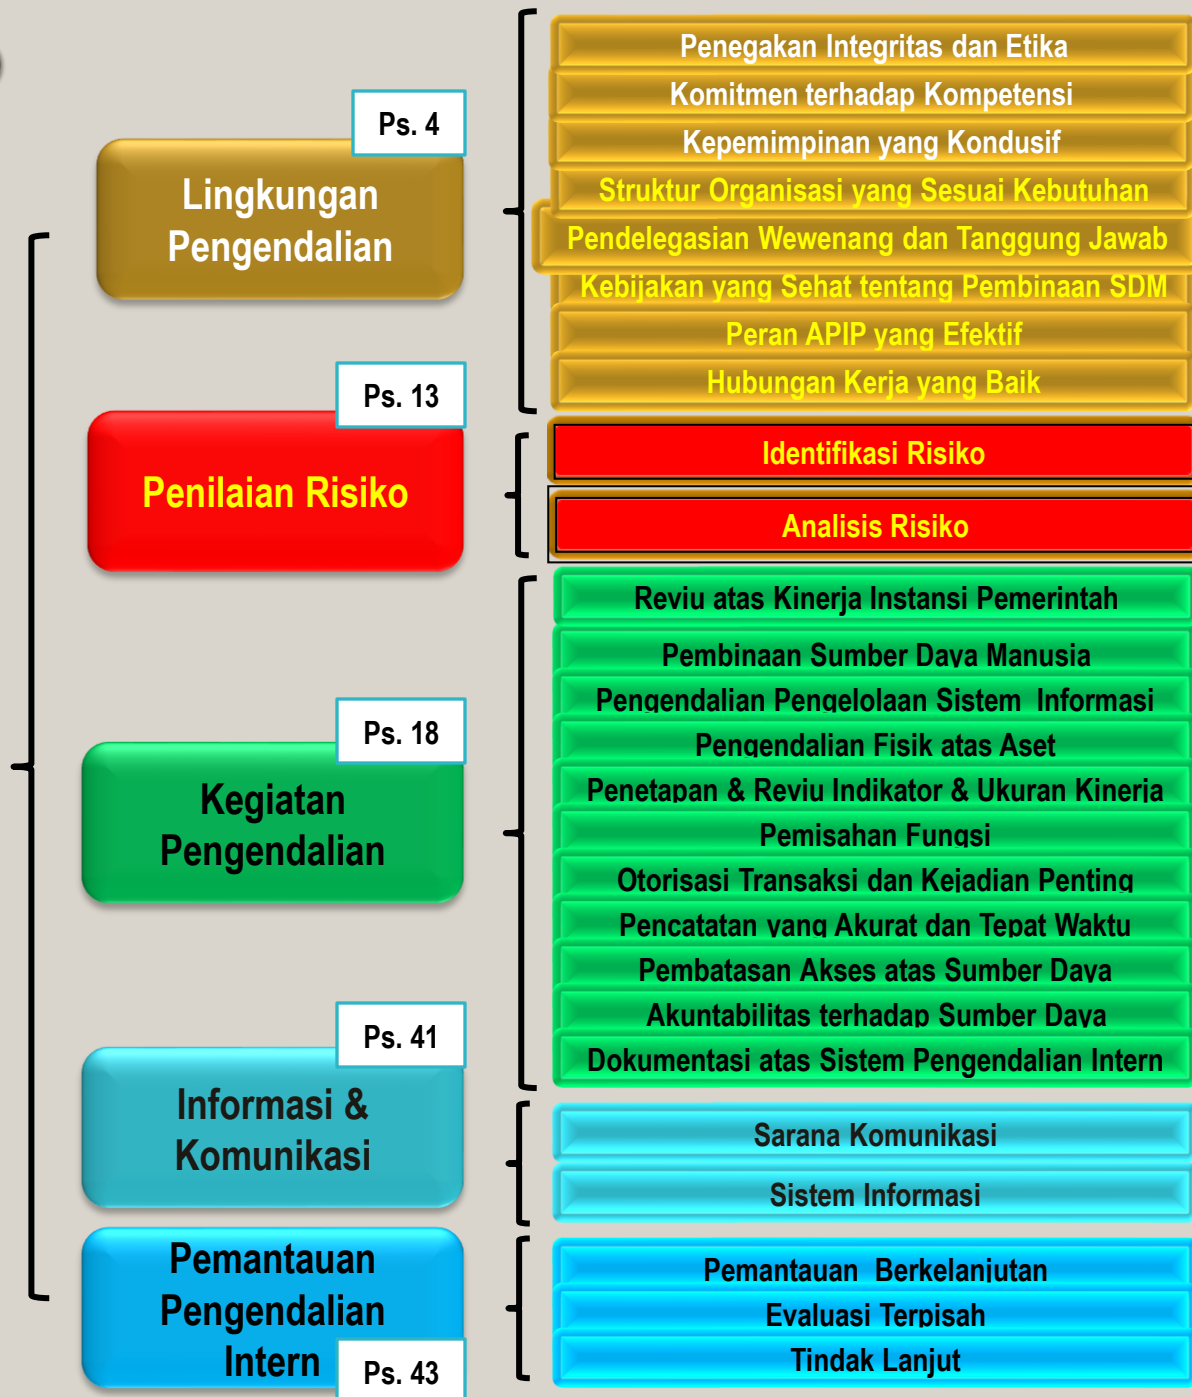 Ps. 4
Lingkungan
Pengendalian
Penegakan Integritas dan Etika
Komitmen terhadap Kompetensi
Kepemimpinan yang Kondusif
Struktur Organisasi yang Sesuai Kebutuhan
Pendelegasian Wewenang dan Tanggung Jawab
Kebijakan yang Sehat tentang Pembinaan SDM
Peran APIP yang Efektif
Hubungan Kerja yang Baik
Ps. 13
Penilaian Risiko
Identifikasi Risiko
Analisis Risiko
Ps. 18
Kegiatan
Pengendalian
Reviu atas Kinerja Instansi Pemerintah
Pembinaan Sumber Daya Manusia
Pengendalian Pengelolaan Sistem Informasi
Pengendalian Fisik atas Aset
Penetapan & Reviu Indikator & Ukuran Kinerja
Pemisahan Fungsi
Otorisasi Transaksi dan Kejadian Penting
Pencatatan yang Akurat dan Tepat Waktu
Pembatasan Akses atas Sumber Daya
Akuntabilitas terhadap Sumber Daya
Dokumentasi atas Sistem Pengendalian Intern
Ps. 41
Informasi &
Komunikasi
Sarana Komunikasi
Sistem Informasi
Pemantauan
Pengendalian
Intern
Ps. 43
Pemantauan Berkelanjutan
Evaluasi Terpisah
Tindak Lanjut